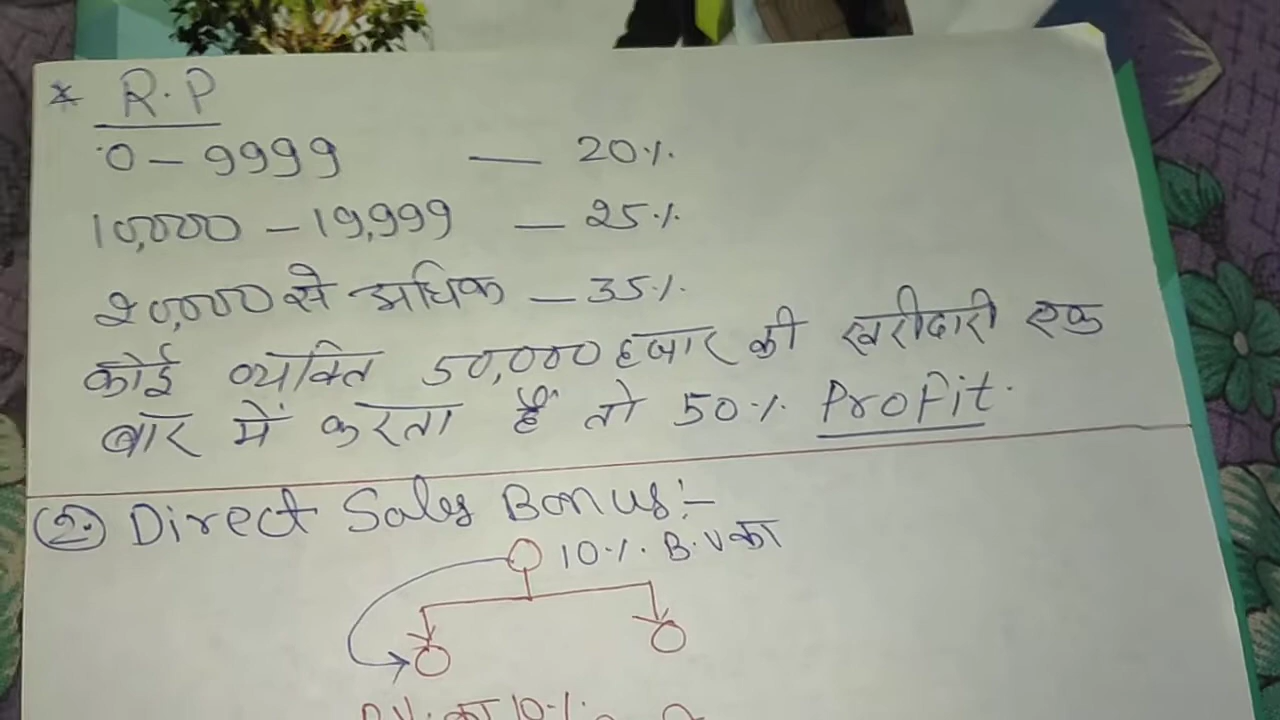 * R.P
0 - 9999 — 20%
10,000 - 19,999 — 25%
20,000 से अधिक — 35%
कोई व्यक्ति 50,000 हजार की खरीदारी एक
बार में करता है तो 50% Profit.
(2.) Direct Sales Bonus:-
10% B.V का
का 10%